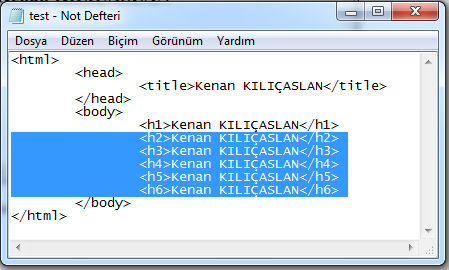 test - Not Defteri
Dosya Düzen Biçim Görünüm Yardım
<html>
<head>
<title>Kenan KILIÇASLAN</title>
</head>
<body>
<h1>Kenan KILIÇASLAN</h1>
<h2>Kenan KILIÇASLAN</h2>
<h3>Kenan KILIÇASLAN</h3>
<h4>Kenan KILIÇASLAN</h4>
<h5>Kenan KILIÇASLAN</h5>
<h6>Kenan KILIÇASLAN</h6>
</body>
</html>